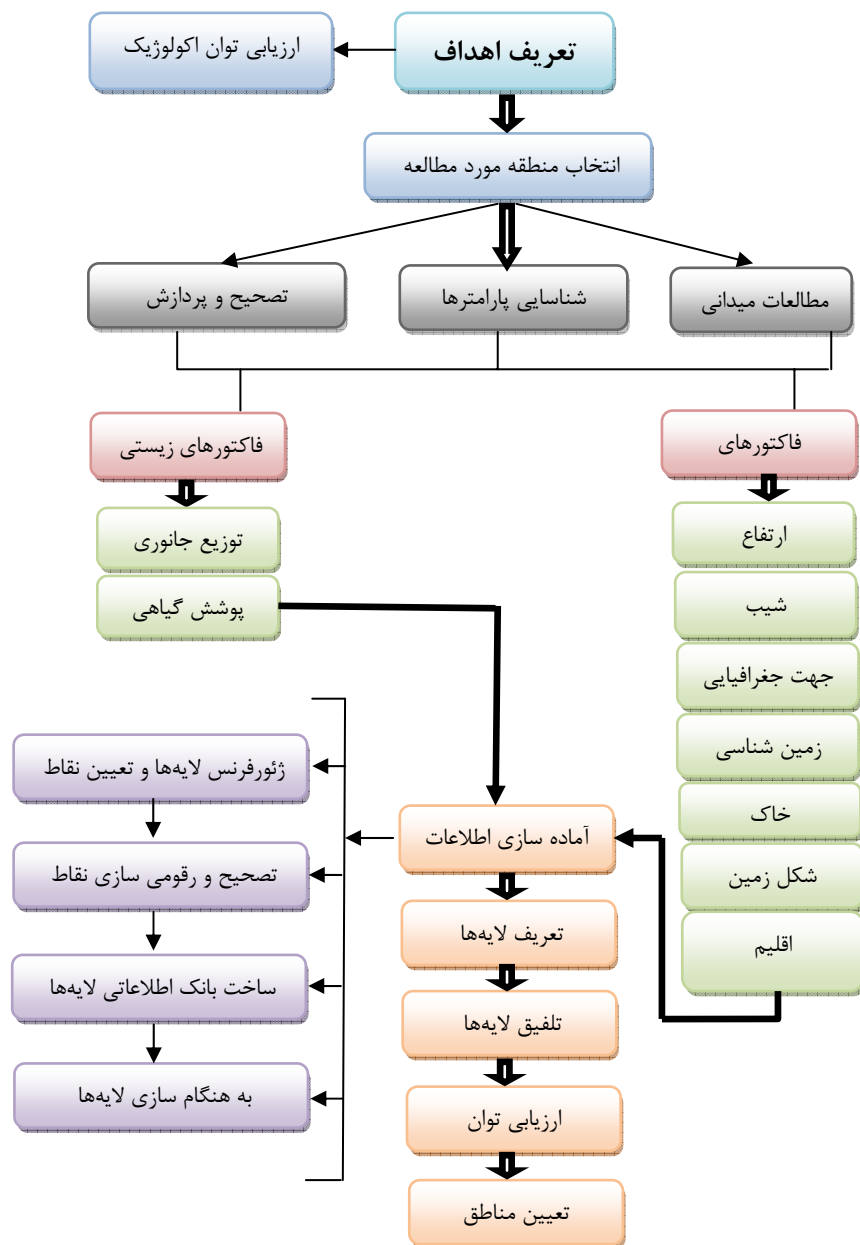 تعریف اهداف
ارزیابی توان اکولوژیک
انتخاب منطقه مورد مطالعه
مطالعات میدانی
شناسایی پارامترها
تصحیح و پردازش
فاکتورهای
فاکتورهای زیستی
ارتفاع
شیب
جهت جغرافیایی
زمین شناسی
خاک
شکل زمین
اقلیم
توزیع جانوری
پوشش گیاهی
آماده سازی اطلاعات
تعریف لایه‌ها
تلفیق لایه‌ها
ارزیابی توان
تعیین مناطق
ژئورفرنس لایه‌ها و تعیین نقاط
تصحیح و رقومی سازی نقاط
ساخت بانک اطلاعاتی لایه‌ها
به هنگام سازی لایه‌ها